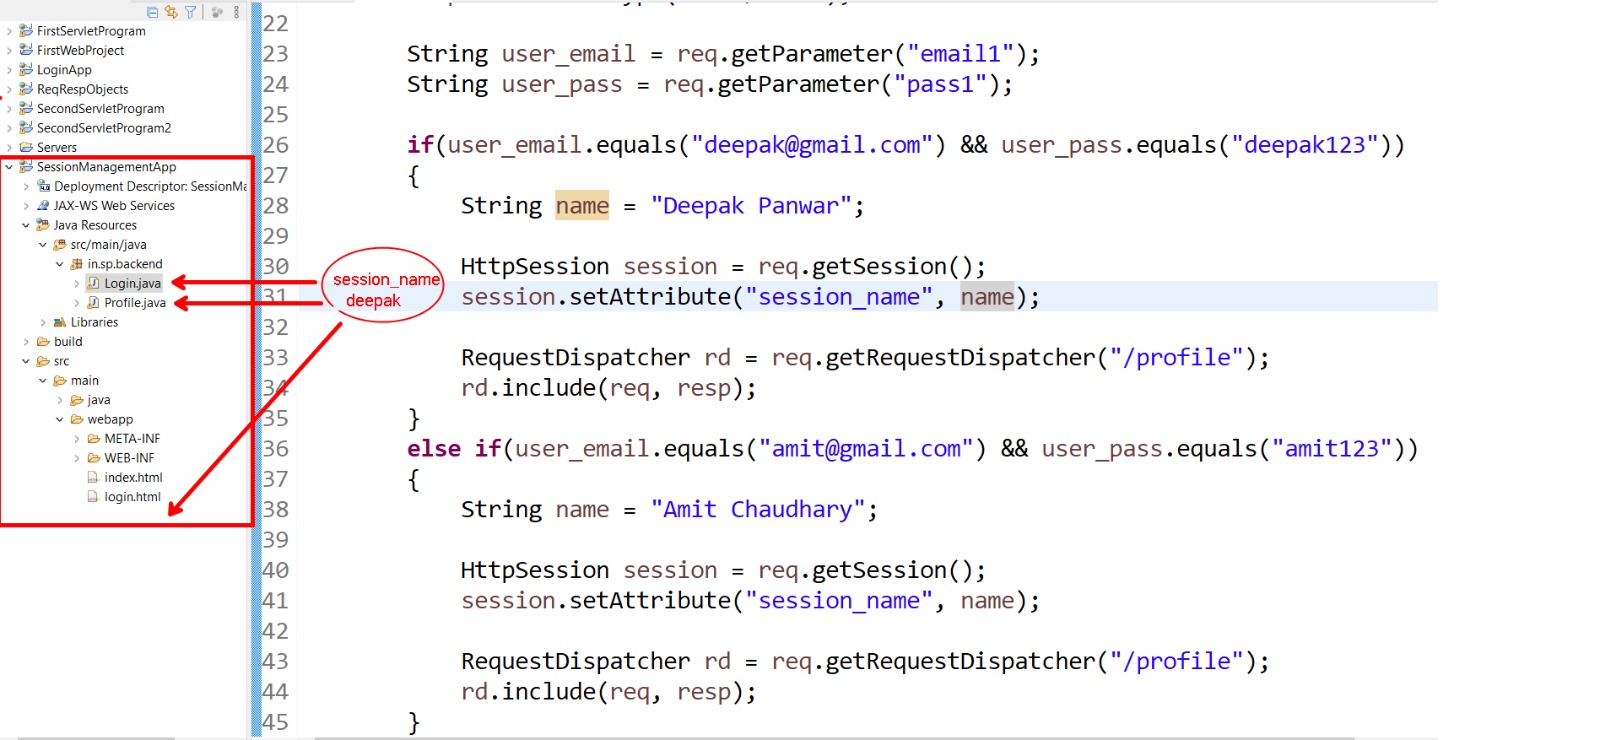 FirstServletProgram
FirstWebProject
LoginApp
ReqRespObjects
SecondServletProgram
SecondServletProgram2
Servers
SessionManagementApp
Deployment Descriptor: SessionMa
JAX-WS Web Services
Java Resources
src/main/java
in.sp.backend
Login.java
Profile.java
Libraries
build
src
main
java
webapp
META-INF
WEB-INF
index.html
login.html
session_name
deepak
22
23 String user_email = req.getParameter("email1");
24 String user_pass = req.getParameter("pass1");
25
26 if(user_email.equals("deepak@gmail.com") && user_pass.equals("deepak123"))
27 {
28 String name = "Deepak Panwar";
29
30 HttpSession session = req.getSession();
31 session.setAttribute("session_name", name);
32
33 RequestDispatcher rd = req.getRequestDispatcher("/profile");
34 rd.include(req, resp);
35 }
36 else if(user_email.equals("amit@gmail.com") && user_pass.equals("amit123"))
37 {
38 String name = "Amit Chaudhary";
39
40 HttpSession session = req.getSession();
41 session.setAttribute("session_name", name);
42
43 RequestDispatcher rd = req.getRequestDispatcher("/profile");
44 rd.include(req, resp);
45 }